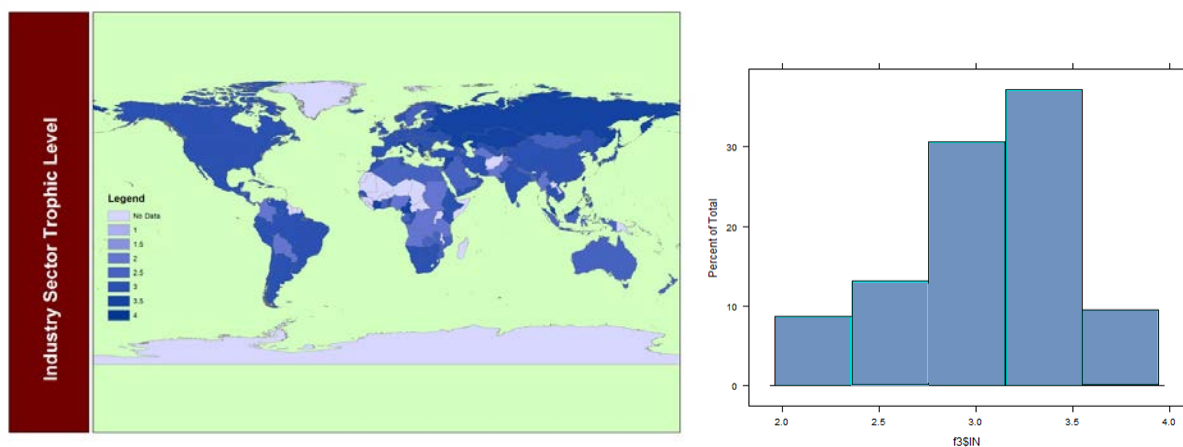 Industry Sector Trophic Level
Legend
No Data
1
1.5
2
2.5
3
3.5
4
Percent of Total
30
20
10
0
2.0 2.5 3.0 3.5 4.0
f3$IN